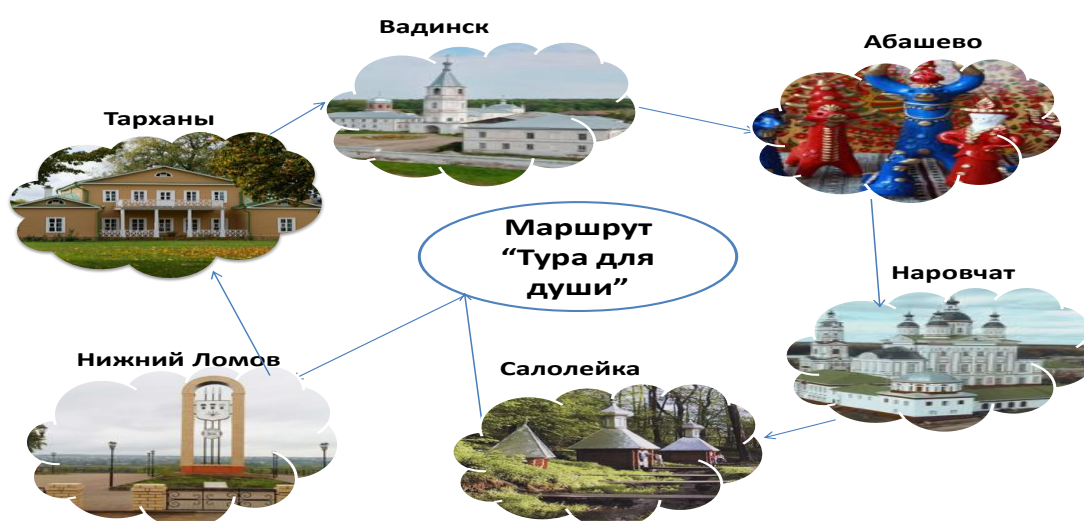 Вадинск
Абашево
Тарханы
Маршрут
“Тура для
души”
Наровчат
Нижний Ломов
Салолейка